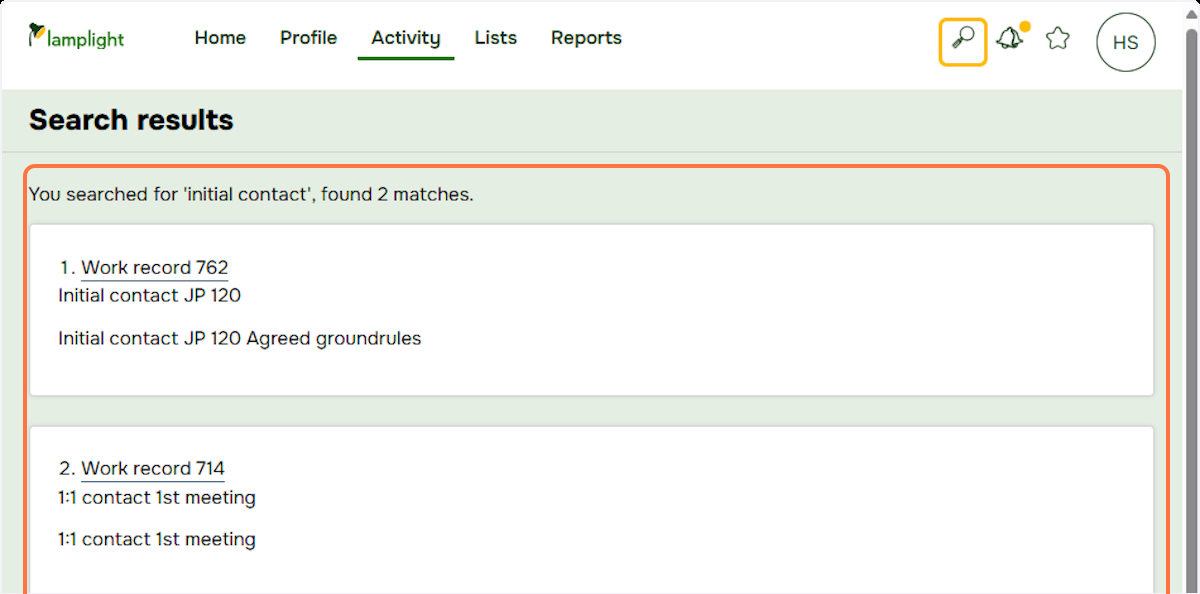 lamplight
Home Profile Activity Lists Reports
HS
Search results
You searched for 'initial contact', found 2 matches.
1. Work record 762
Initial contact JP 120
Initial contact JP 120 Agreed groundrules
2. Work record 714
1:1 contact 1st meeting
1:1 contact 1st meeting